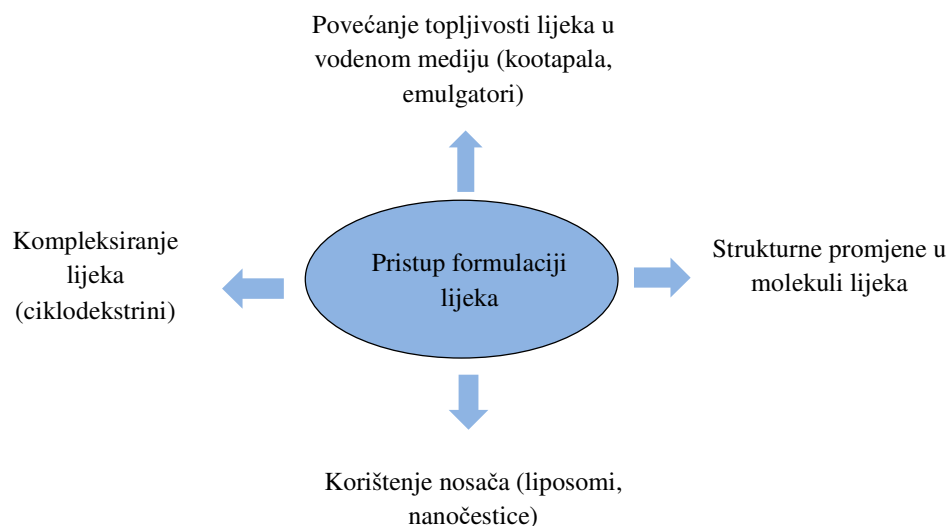 Povećanje topljivosti lijeka u
vodenom mediju (kootapala,
emulgatori)
Kompleksiranje
lijeka
(ciklodekstrini)
Pristup formulaciji
lijeka
Strukturne promjene u
molekuli lijeka
Korištenje nosača (liposomi,
nanočestice)